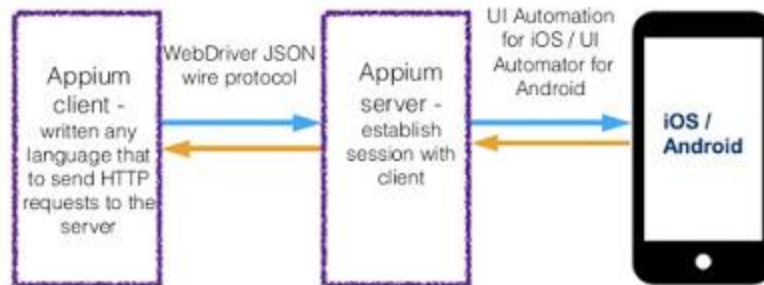 Appium
client -
written any
language that
to send HTTP
requests to the
server
WebDriver JSON
wire protocol
Appium
server -
establish
session with
client
UI Automation
for iOS / UI
Automator for
Android
iOS /
Android